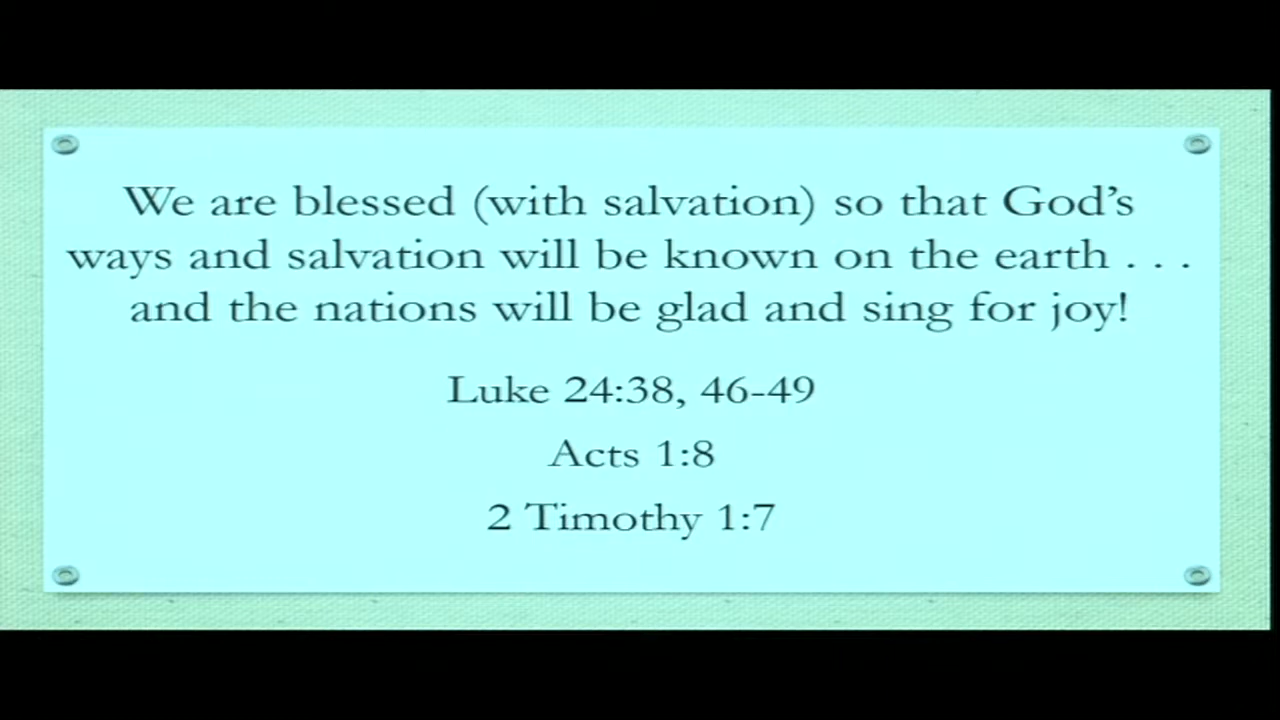 We are blessed (with salvation) so that God’s
ways and salvation will be known on the earth . . .
and the nations will be glad and sing for joy!
Luke 24:38, 46-49
Acts 1:8
2 Timothy 1:7